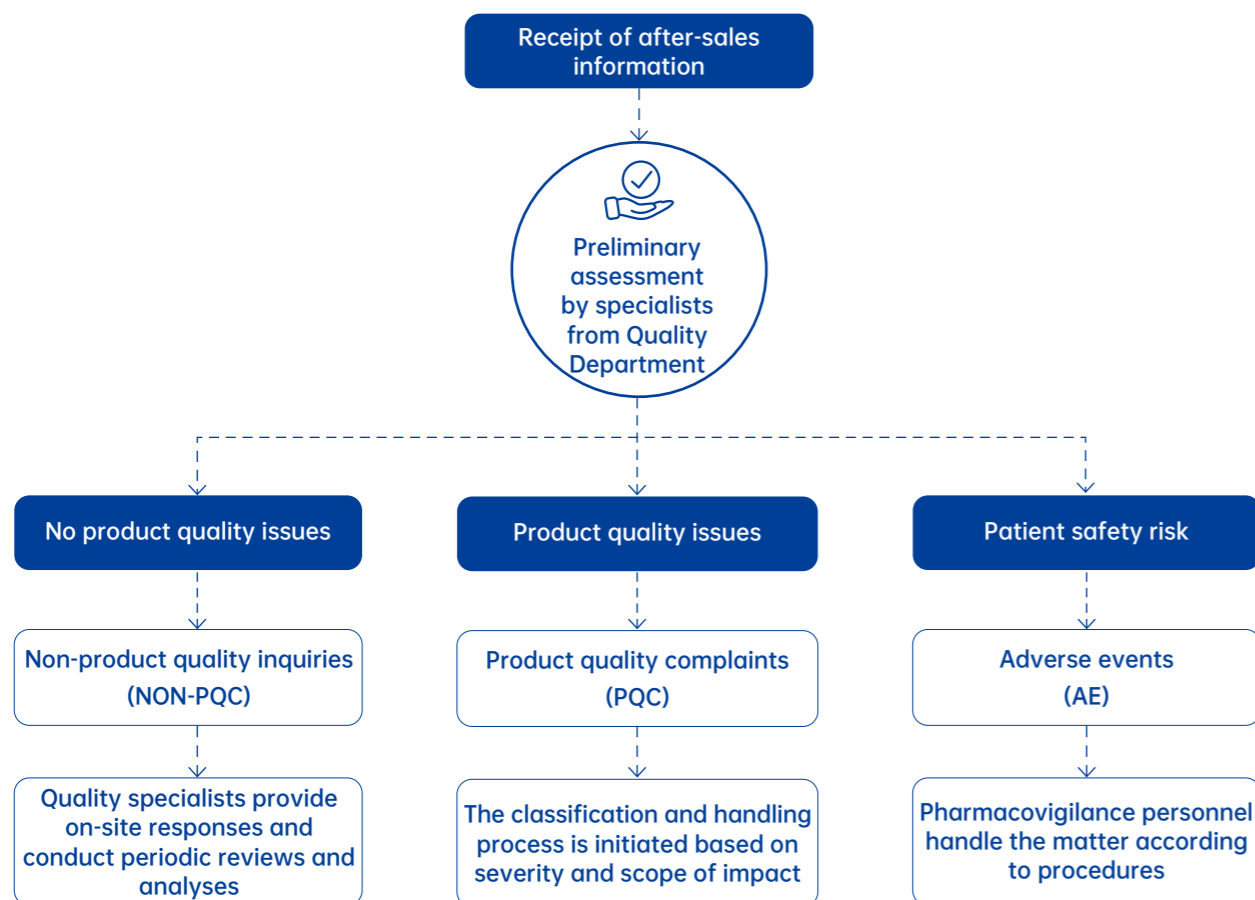 Receipt of after-sales
information
Preliminary
assessment
by specialists
from Quality
Department
No product quality issues
Product quality issues
Patient safety risk
Non-product quality inquiries
(NON-PQC)
Product quality complaints
(PQC)
Adverse events
(AE)
Quality specialists provide
on-site responses and
conduct periodic reviews and
analyses
The classification and handling
process is initiated based on
severity and scope of impact
Pharmacovigilance personnel
handle the matter according
to procedures